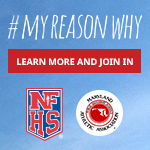 #MY REASON WHY
LEARN MORE AND JOIN IN
NF
HS
MARYLAND
ATHLETIC ASSOCIATION